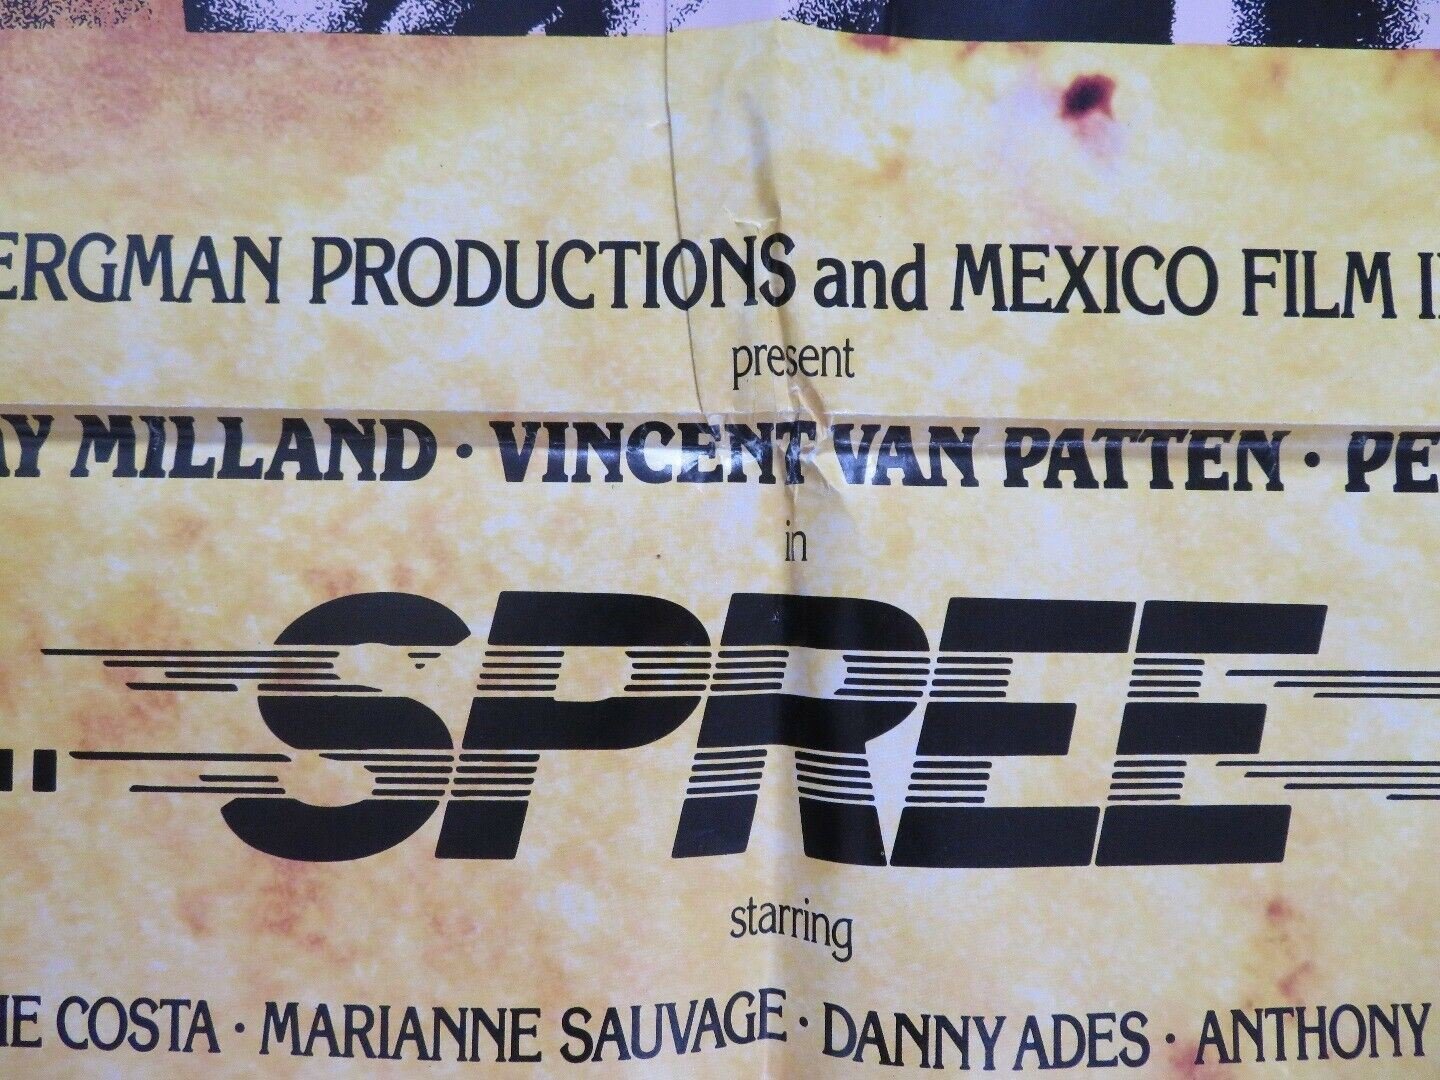 ERGMAN PRODUCTIONS and MEXICO FILM
present
AY MILLAND · VINCENT VAN PATTEN · PE
in
SPREE
starring
IE COSTA · MARIANNE SAUVAGE · DANNY ADES · ANTHONY